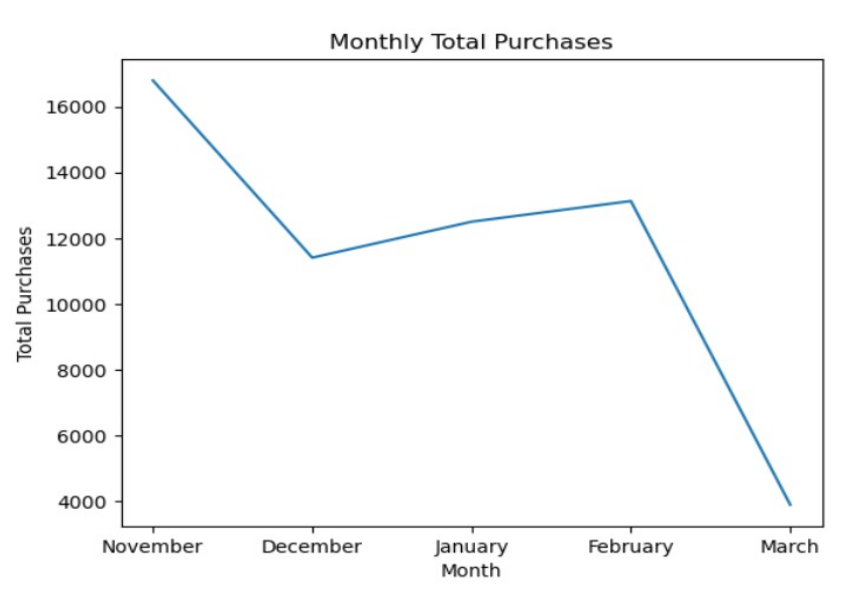 Monthly Total Purchases
16000
14000
12000
10000
8000
6000
4000
Total Purchases
November December January February March
Month